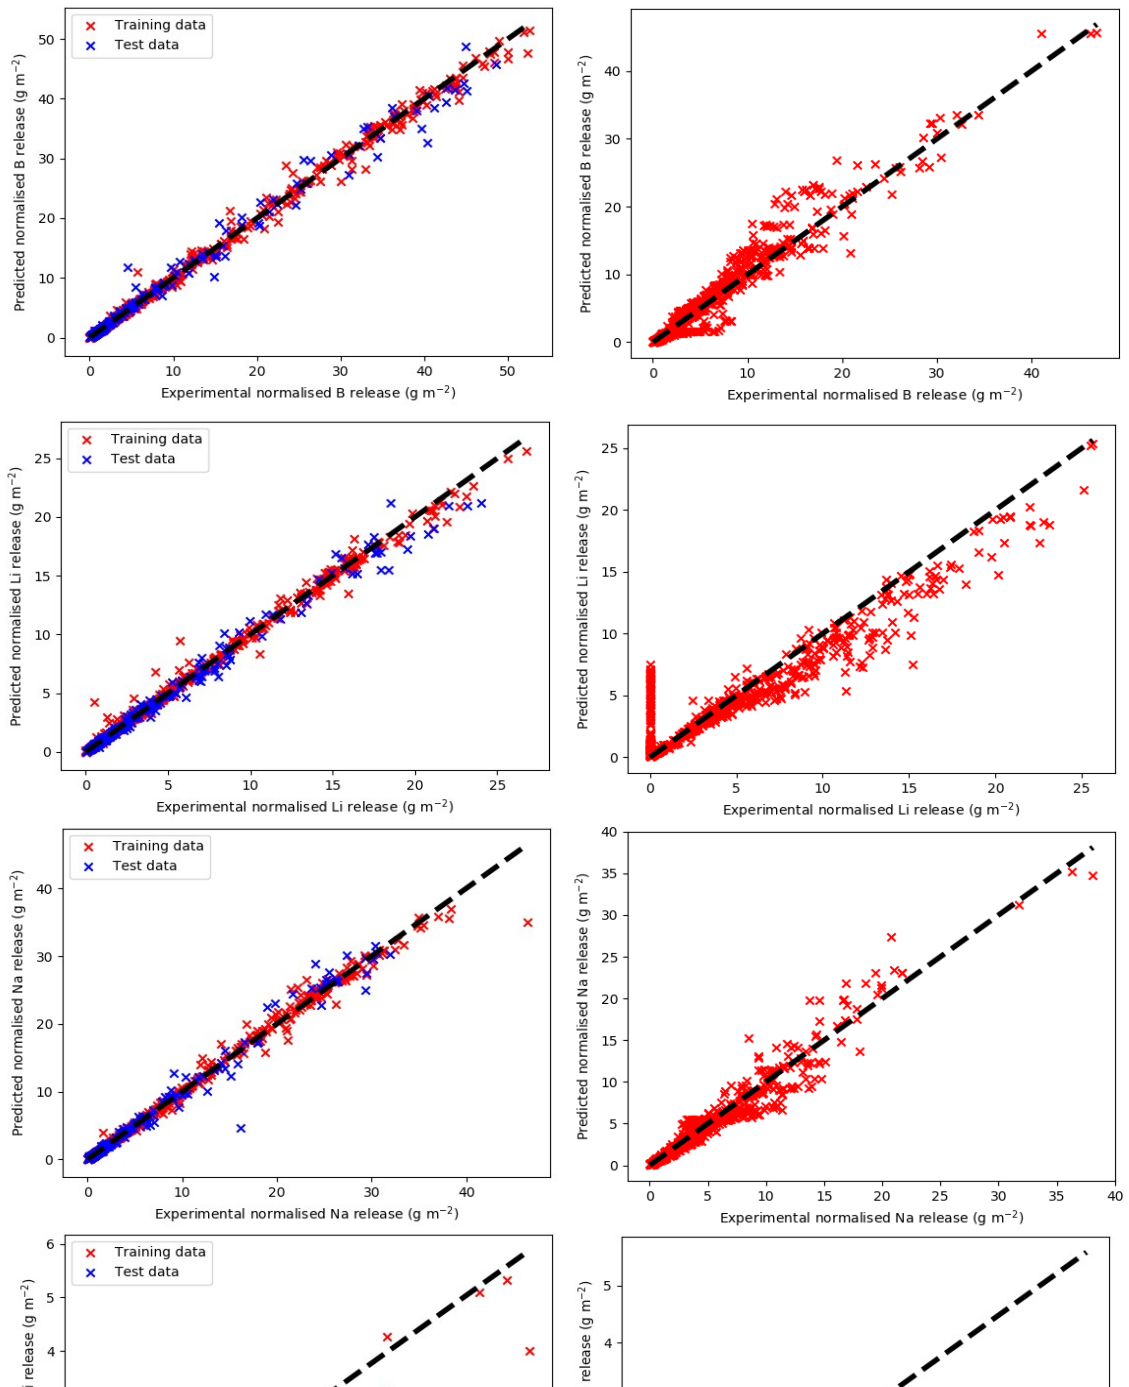 Training data
Test data
50
40
30
20
10
0
0 10 20 30 40 50
Predicted normalised B release (g m⁻²)
Experimental normalised B release (g m⁻²)
40
30
20
10
0
0 10 20 30 40
Predicted normalised B release (g m⁻²)
Experimental normalised B release (g m⁻²)
Training data
Test data
25
20
15
10
5
0
0 5 10 15 20 25
Predicted normalised Li release (g m⁻²)
Experimental normalised Li release (g m⁻²)
25
20
15
10
5
0
0 5 10 15 20 25
Predicted normalised Li release (g m⁻²)
Experimental normalised Li release (g m⁻²)
Training data
Test data
40
30
20
10
0
0 10 20 30 40
Predicted normalised Na release (g m⁻²)
Experimental normalised Na release (g m⁻²)
40
35
30
25
20
15
10
5
0
0 5 10 15 20 25 30 35 40
Predicted normalised Na release (g m⁻²)
Experimental normalised Na release (g m⁻²)
Training data
Test data
6
5
4
i release (g m⁻²)
5
4
release (g m⁻²)